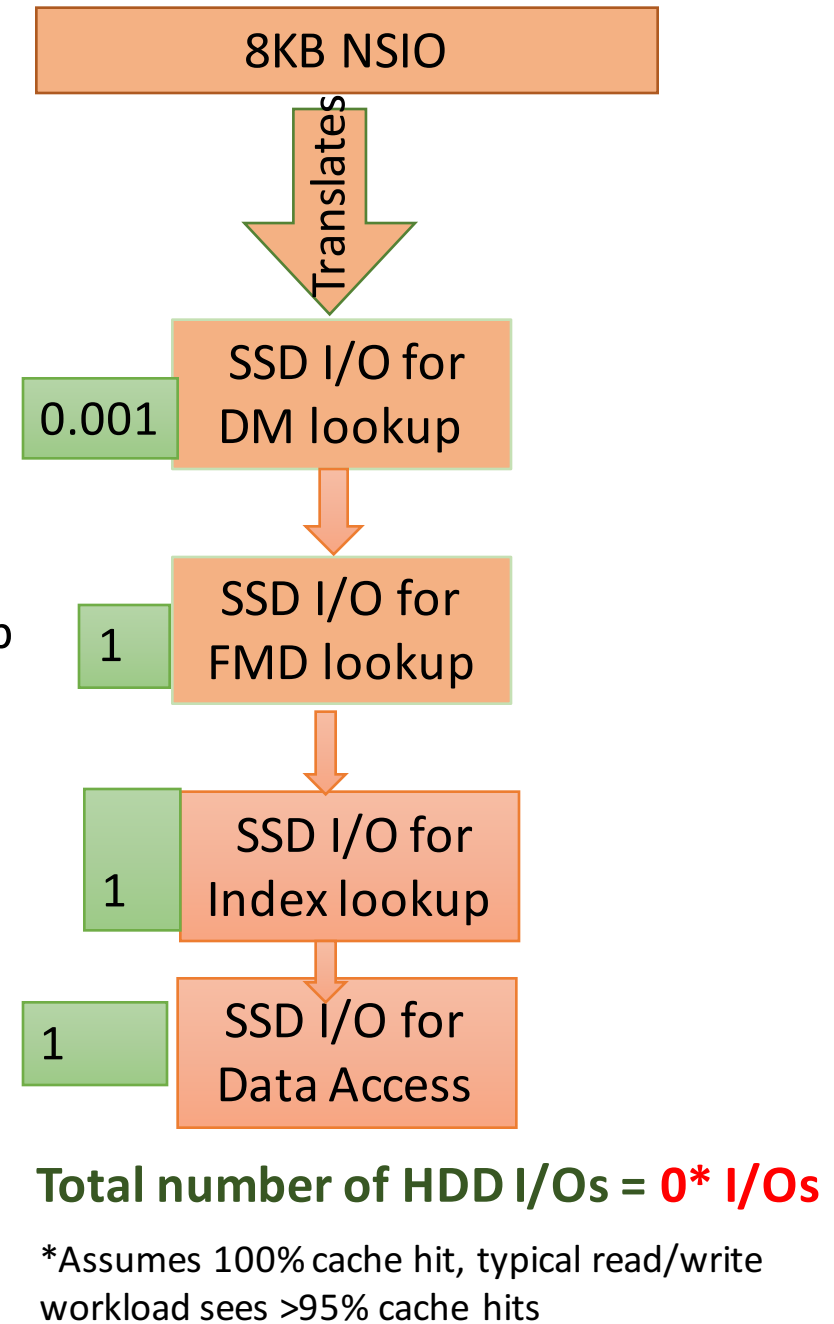 8KB NSIO
Translates
SSD I/O for
DM lookup
0.001
SSD I/O for
FMD lookup
1
SSD I/O for
Index lookup
1
SSD I/O for
Data Access
1
Total number of HDD I/Os = 0* I/Os
*Assumes 100% cache hit, typical read/write
workload sees >95% cache hits